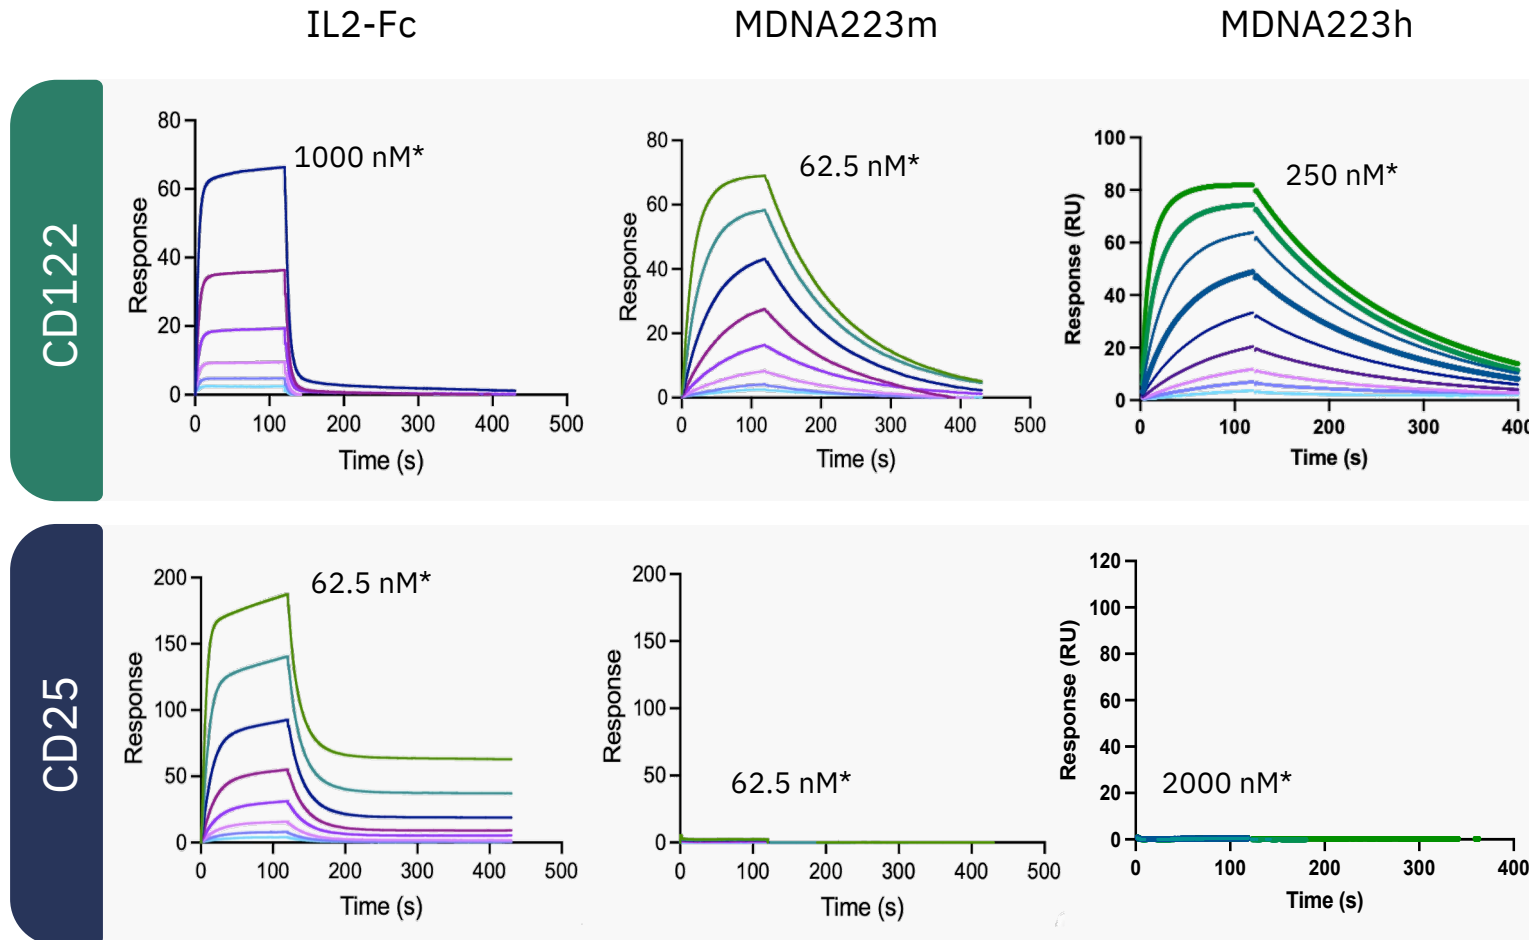 IL2-Fc
MDNA223m
MDNA223h
CD122
80
60
40
20
0
Response
1000 nM*
0 100 200 300 400 500
Time (s)
80
60
40
20
0
Response
62.5 nM*
0 100 200 300 400 500
Time (s)
100
80
60
40
20
0
Response (RU)
250 nM*
0 100 200 300 400
Time (s)
CD25
200
150
100
50
0
Response
62.5 nM*
0 100 200 300 400 500
Time (s)
200
150
100
50
0
Response
62.5 nM*
0 100 200 300 400 500
Time (s)
120
100
80
60
40
20
0
Response (RU)
2000 nM*
0 100 200 300 400
Time (s)